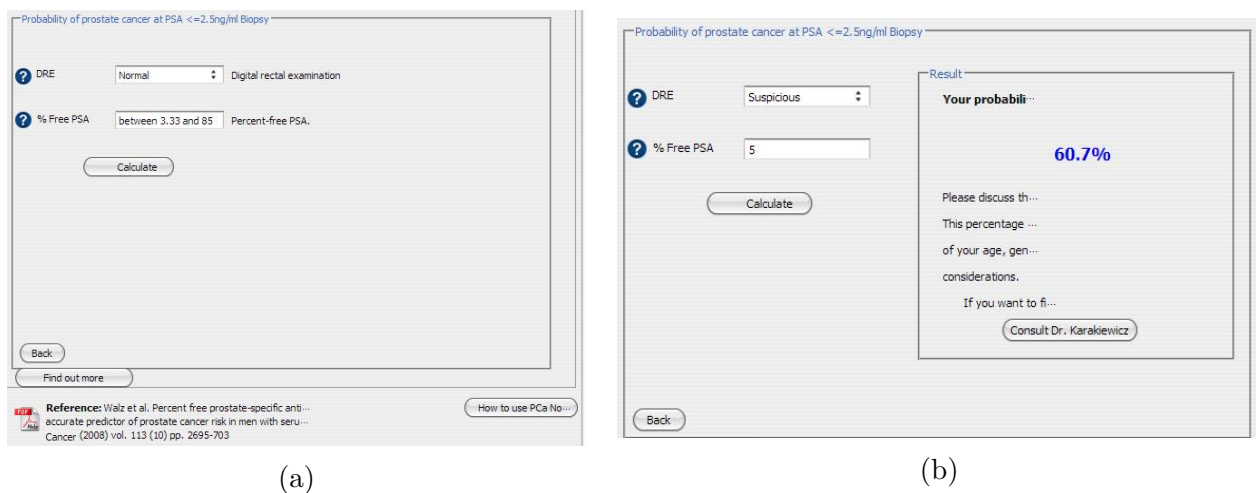 Probability of prostate cancer at PSA <=2.5ng/ml Biopsy
DRE Normal Digital rectal examination
% Free PSA between 3.33 and 85 Percent-free PSA.
Calculate
Back
Find out more
Reference: Walz et al. Percent free prostate-specific anti...
accurate predictor of prostate cancer risk in men with seru...
Cancer (2008) vol. 113 (10) pp. 2695-703
How to use PCa No...
(a)
Probability of prostate cancer at PSA <=2.5ng/ml Biopsy
DRE Suspicious
% Free PSA 5
Calculate
Result
Your probabili...
60.7%
Please discuss th...
This percentage ...
of your age, gen...
considerations.
If you want to fi...
Consult Dr. Karakiewicz
Back
(b)